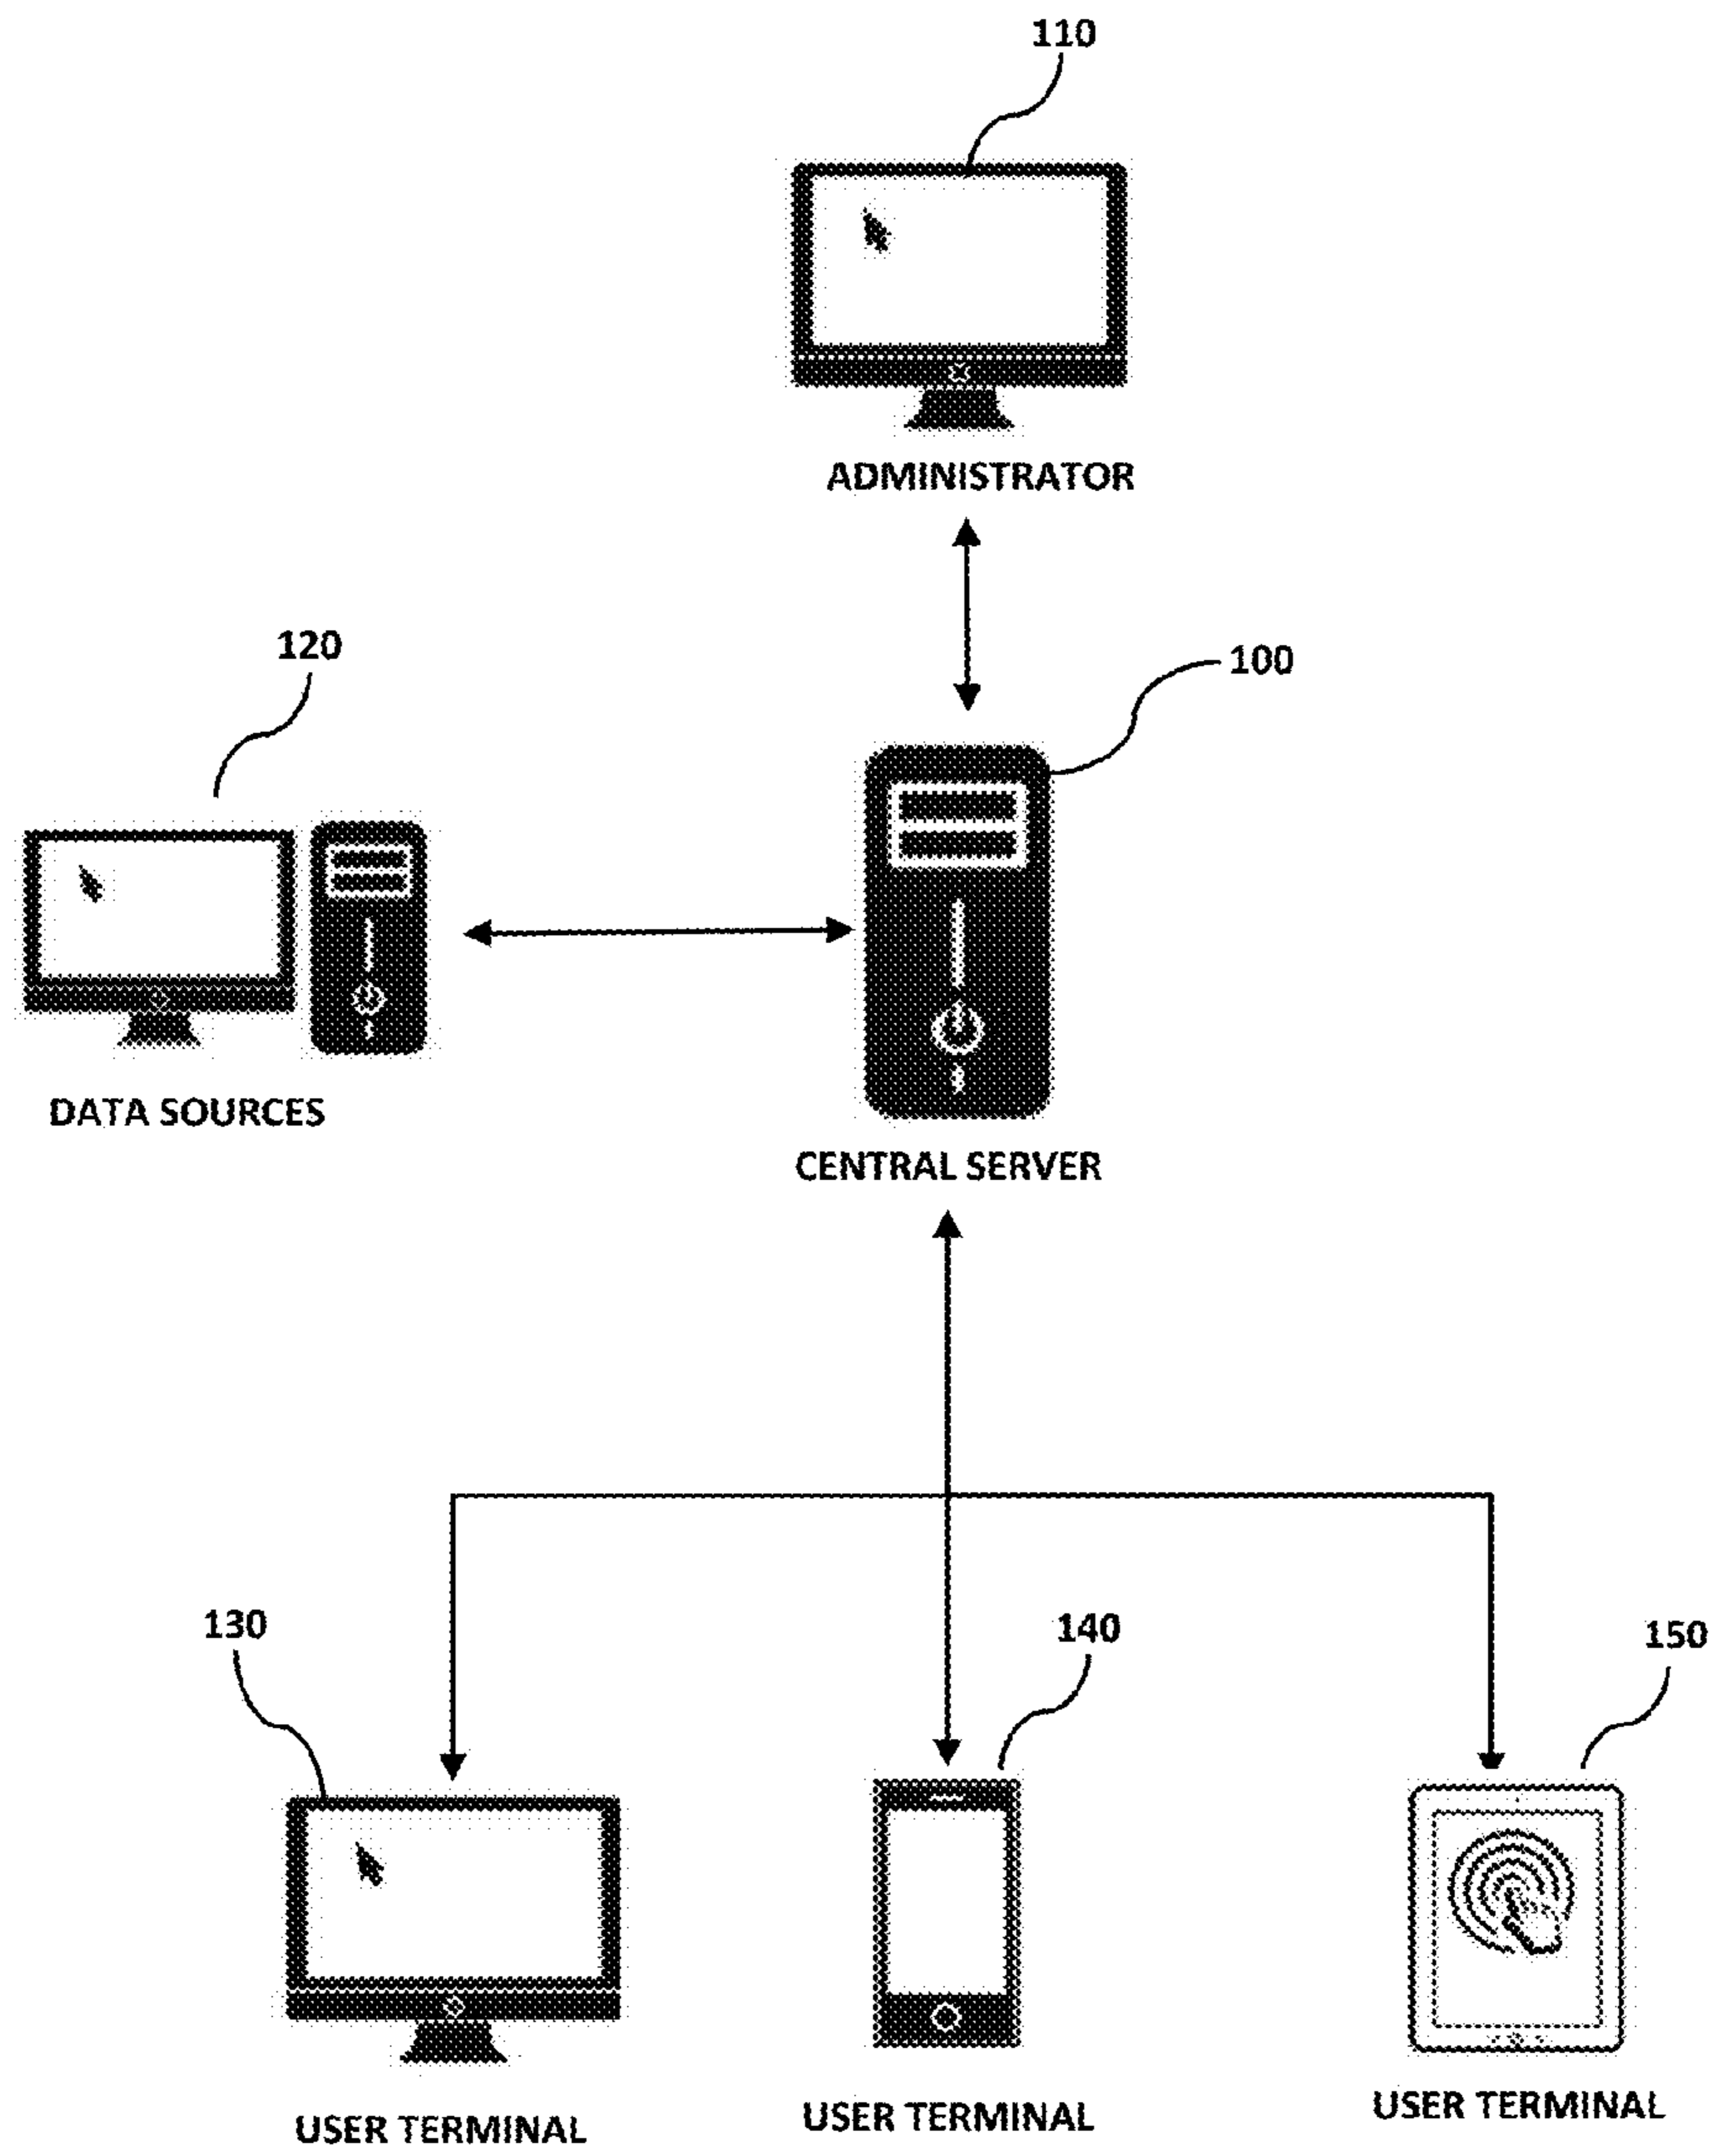 110
ADMINISTRATOR
120
100
DATA SOURCES
CENTRAL SERVER
130
140
150
USER TERMINAL
USER TERMINAL
USER TERMINAL